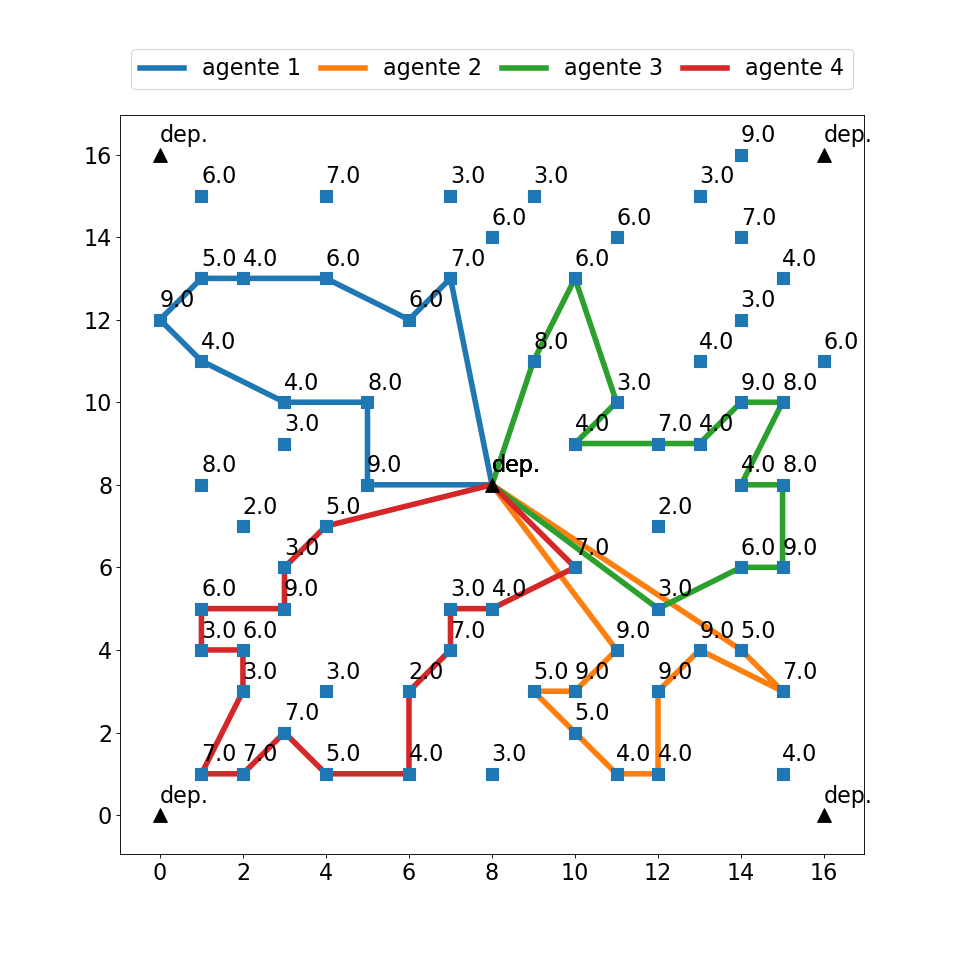 agente 1 agente 2 agente 3 agente 4
9.0
16 dep. dep.
6.0 7.0 3.0 3.0 3.0
6.0 6.0 7.0
14
5.0 4.0 6.0 7.0 6.0 4.0
9.0 6.0 3.0
12
4.0 8.0 4.0 6.0
4.0 8.0 3.0 9.0 8.0
10
3.0 4.0 7.0 4.0
8.0 9.0 dep. 4.0 8.0
8
2.0 5.0 2.0
3.0 7.0 6.0 9.0
6
6.0 9.0 3.0 4.0 3.0
3.0 6.0 7.0 9.0 9.0 5.0
4
3.0 3.0 2.0 5.0 9.0 9.0 7.0
7.0 5.0
2
7.0 7.0 5.0 4.0 3.0 4.0 4.0 4.0
0 dep. dep.
0 2 4 6 8 10 12 14 16